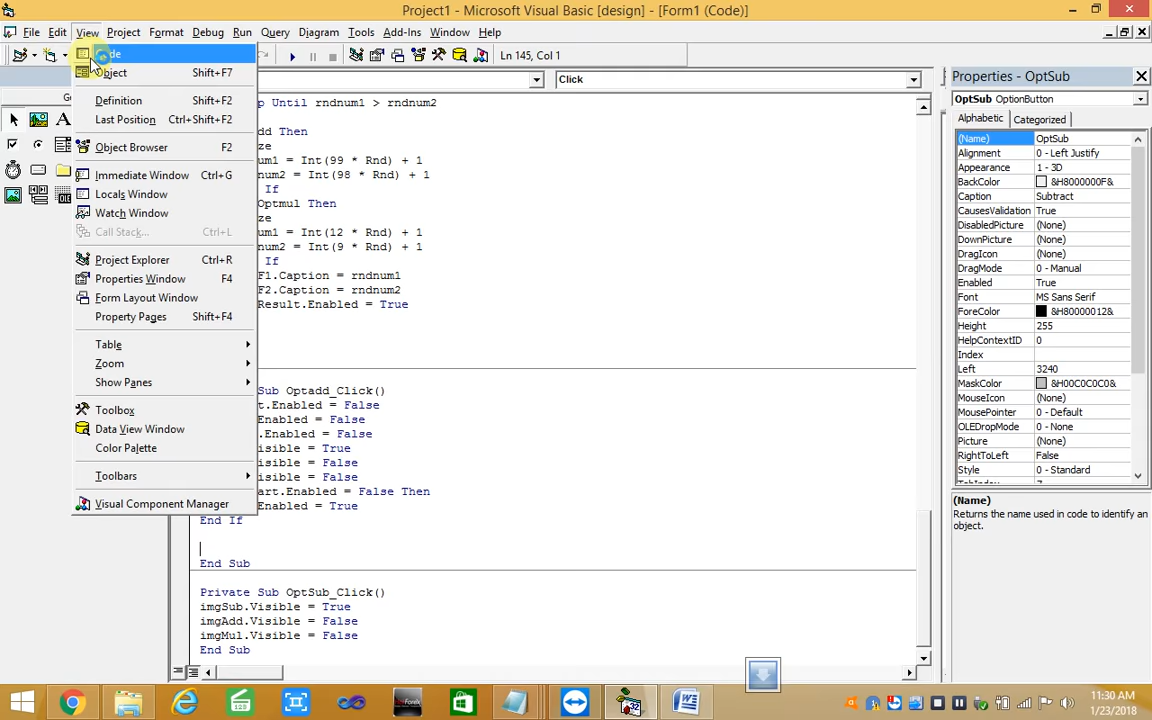 Project1 - Microsoft Visual Basic [design] - [Form1 (Code)]
File Edit View Project Format Debug Run Query Diagram Tools Add-Ins Window Help
Ln 145, Col 1
Click
Object Shift+F7
Definition Shift+F2
Last Position Ctrl+Shift+F2
Object Browser F2
Immediate Window Ctrl+G
Locals Window
Watch Window
Call Stack... Ctrl+L
Project Explorer Ctrl+R
Properties Window F4
Form Layout Window
Property Pages Shift+F4
Table
Zoom
Show Panes
Toolbox
Data View Window
Color Palette
Toolbars
Visual Component Manager
p Until rndnum1 > rndnum2
dd Then
ze
um1 = Int(99 * Rnd) + 1
um2 = Int(98 * Rnd) + 1
If
Optmul Then
ze
um1 = Int(12 * Rnd) + 1
um2 = Int(9 * Rnd) + 1
If
F1.Caption = rndnum1
F2.Caption = rndnum2
Result.Enabled = True
Sub Optadd_Click()
t.Enabled = False
Enabled = False
.Enabled = False
isible = True
isible = False
isible = False
art.Enabled = False Then
Enabled = True
End If
End Sub
Private Sub OptSub_Click()
imgSub.Visible = True
imgAdd.Visible = False
imgMul.Visible = False
End Sub
Properties - OptSub
OptSub OptionButton
Alphabetic Categorized
(Name) OptSub
Alignment 0 - Left Justify
Appearance 1 - 3D
BackColor &H8000000F&
Caption Subtract
CausesValidation True
DisabledPicture (None)
DownPicture (None)
DragIcon (None)
DragMode 0 - Manual
Enabled True
Font MS Sans Serif
ForeColor &H80000012&
Height 255
HelpContextID 0
Index
Left 3240
MaskColor &H00C0C0C0&
MouseIcon (None)
MousePointer 0 - Default
OLEDropMode 0 - None
Picture (None)
RightToLeft False
Style 0 - Standard
(Name)
Returns the name used in code to identify an
object.
11:30 AM
1/23/2018